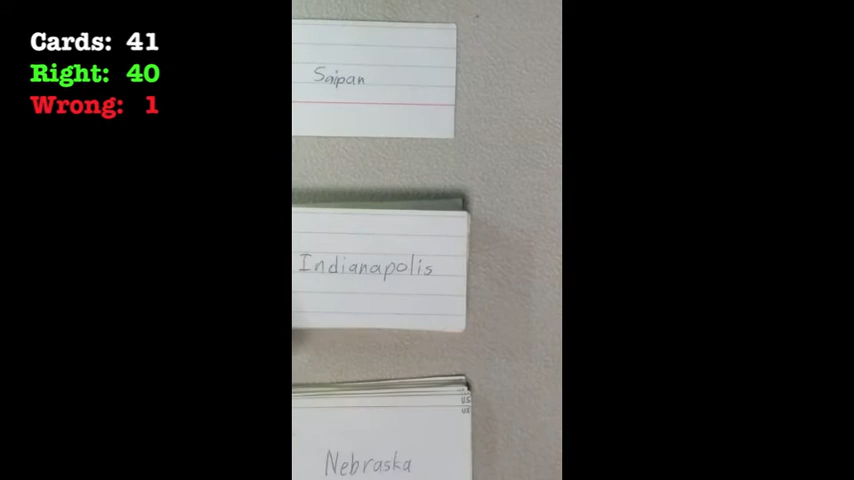 Cards: 41
Right: 40
Wrong: 1
Saipan
Indianapolis
Nebraska